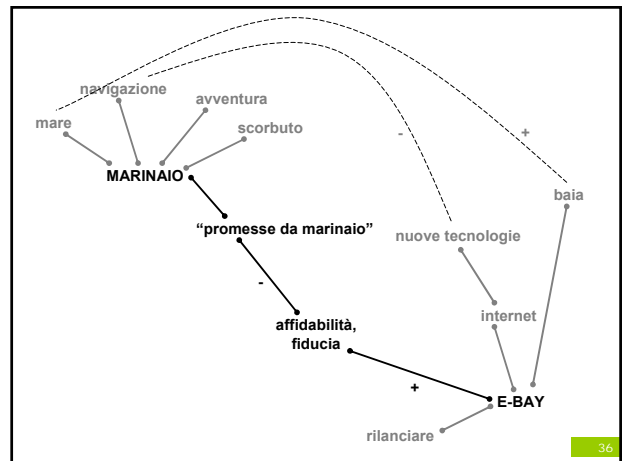 navigazione
avventura
mare
scorbuto
-
+
MARINAIO
baia
“promesse da marinaio”
nuove tecnologie
-
affidabilità,
fiducia
internet
+
E-BAY
rilanciare
36